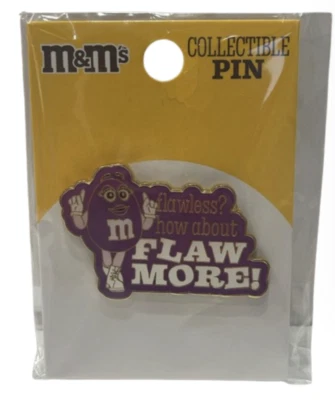 m&m's
COLLECTIBLE
PIN
flawless?
how about
FLAW
MORE!
m